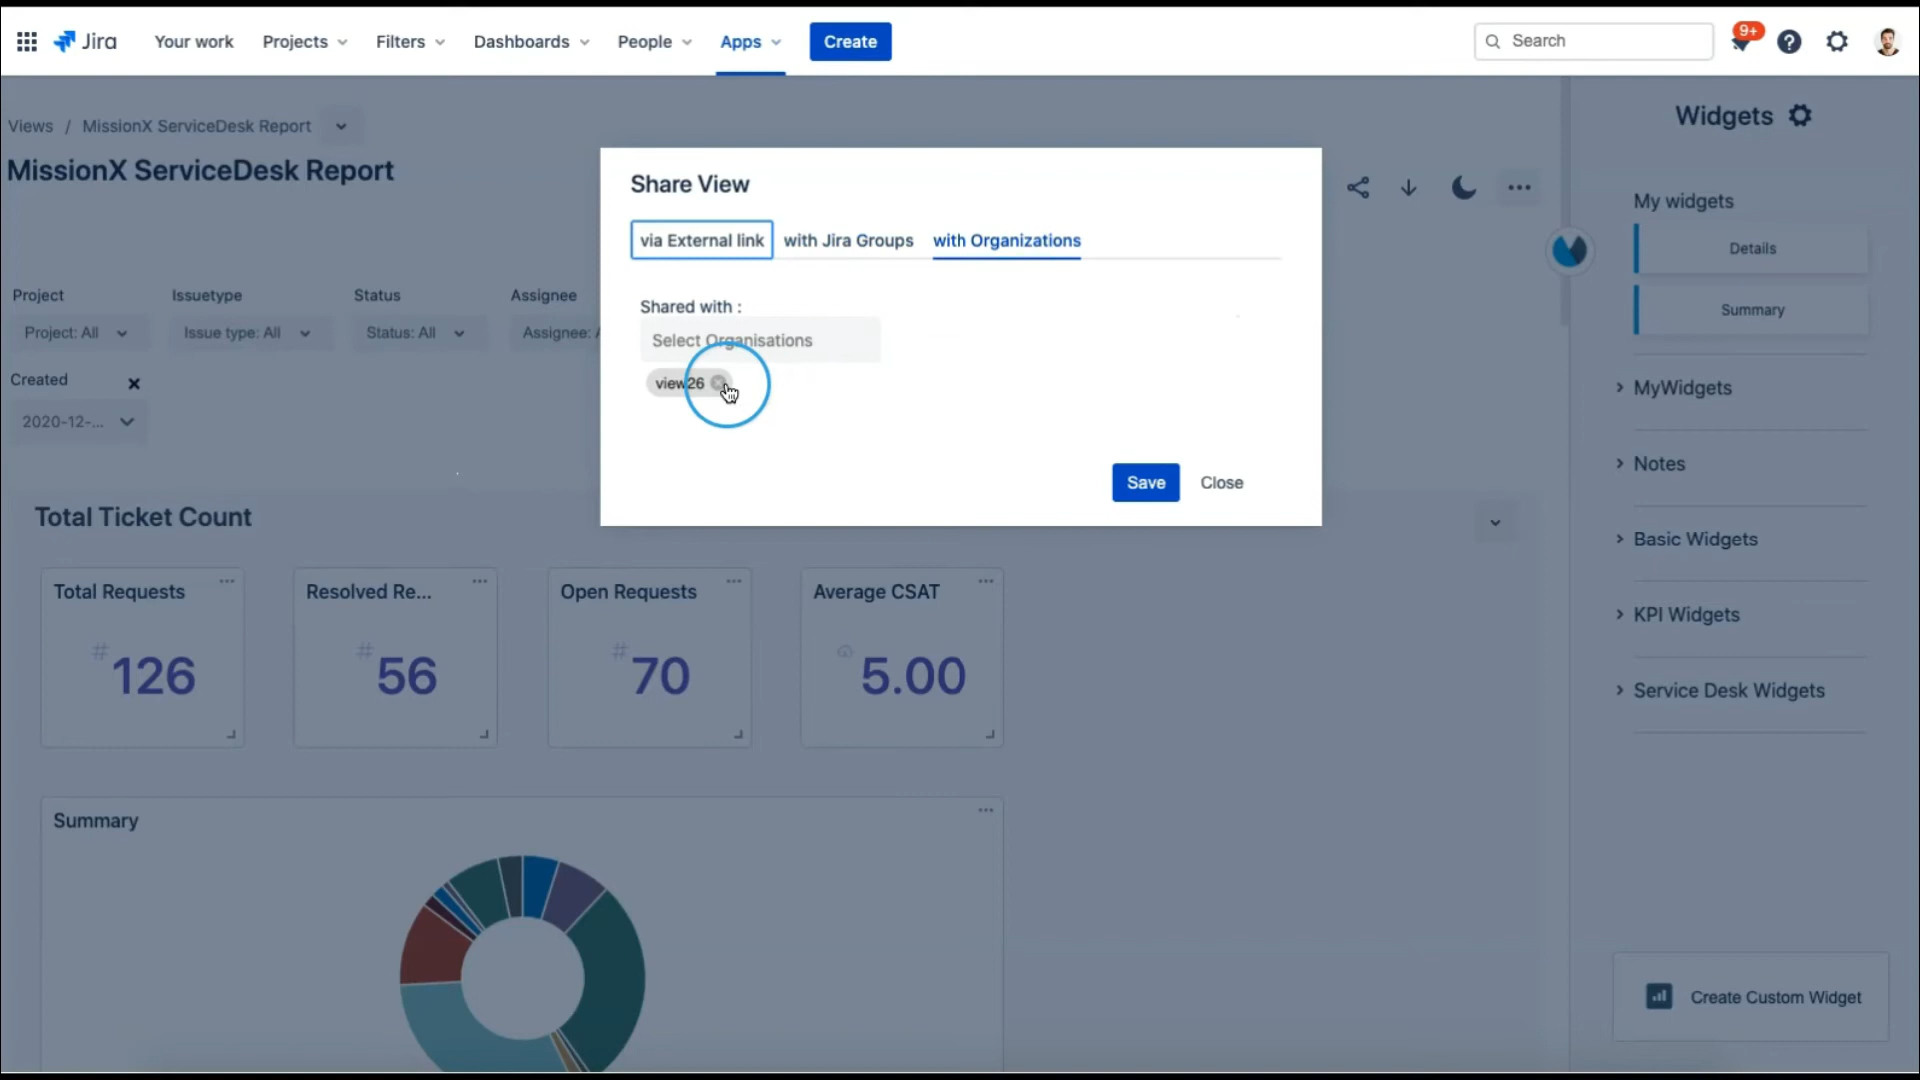 Jira
Your work
Projects
Filters
Dashboards
People
Apps
Create
Search
9+
Views / MissionX ServiceDesk Report
MissionX ServiceDesk Report
Project
Issuetype
Status
Assignee
Project: All
Issue type: All
Status: All
Assignee:
Created
2020-12-...
Share View
via External link
with Jira Groups
with Organizations
Shared with :
Select Organisations
view26
Save
Close
Total Ticket Count
Total Requests
# 126
Resolved Re...
# 56
Open Requests
# 70
Average CSAT
5.00
Summary
Widgets
My widgets
Details
Summary
MyWidgets
Notes
Basic Widgets
KPI Widgets
Service Desk Widgets
Create Custom Widget